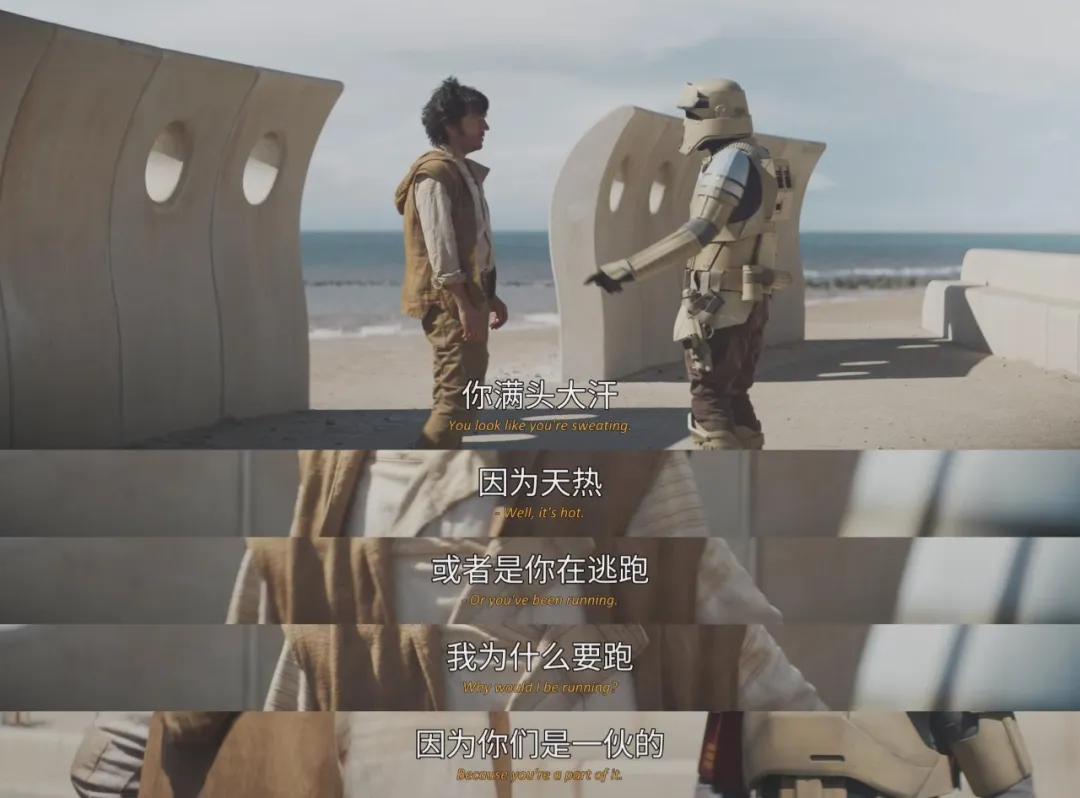 你满头大汗
You look like you're sweating.
因为天热
- Well, it's hot.
或者是你在逃跑
- Or you've been running.
我为什么要跑
Why would I be running?
因为你们是一伙的
Because you're a part of it.